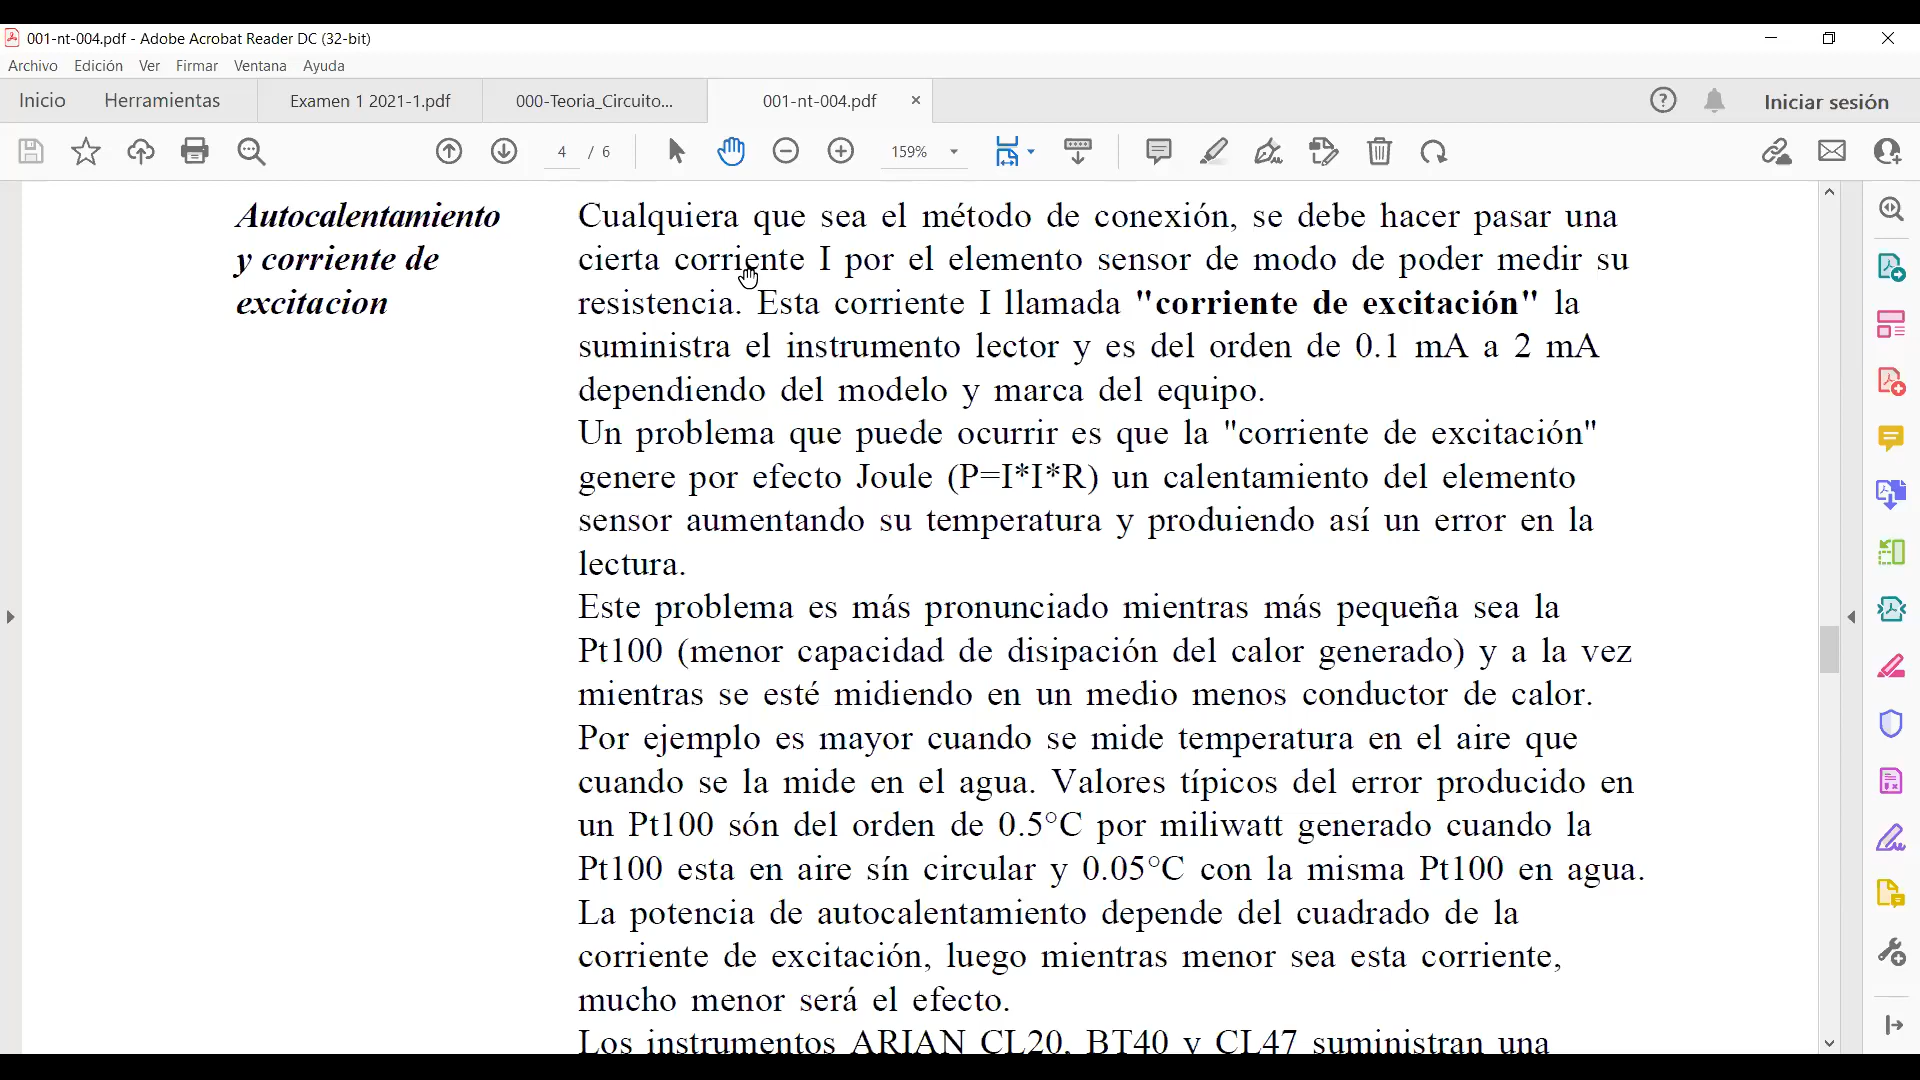 001-nt-004.pdf - Adobe Acrobat Reader DC (32-bit)
Archivo Edición Ver Firmar Ventana Ayuda
Inicio Herramientas Examen 1 2021-1.pdf 000-Teoria_Circuito... 001-nt-004.pdf × Iniciar sesión
4 / 6 159%
Autocalentamiento
y corriente de
excitacion
Cualquiera que sea el método de conexión, se debe hacer pasar una
cierta corriente I por el elemento sensor de modo de poder medir su
resistencia. Esta corriente I llamada "corriente de excitación" la
suministra el instrumento lector y es del orden de 0.1 mA a 2 mA
dependiendo del modelo y marca del equipo.
Un problema que puede ocurrir es que la "corriente de excitación"
genere por efecto Joule (P=I*I*R) un calentamiento del elemento
sensor aumentando su temperatura y produiendo así un error en la
lectura.
Este problema es más pronunciado mientras más pequeña sea la
Pt100 (menor capacidad de disipación del calor generado) y a la vez
mientras se esté midiendo en un medio menos conductor de calor.
Por ejemplo es mayor cuando se mide temperatura en el aire que
cuando se la mide en el agua. Valores típicos del error producido en
un Pt100 són del orden de 0.5°C por miliwatt generado cuando la
Pt100 esta en aire sín circular y 0.05°C con la misma Pt100 en agua.
La potencia de autocalentamiento depende del cuadrado de la
corriente de excitación, luego mientras menor sea esta corriente,
mucho menor será el efecto.
Los instrumentos ARIAN CL20, BT40 y CL47 suministran una